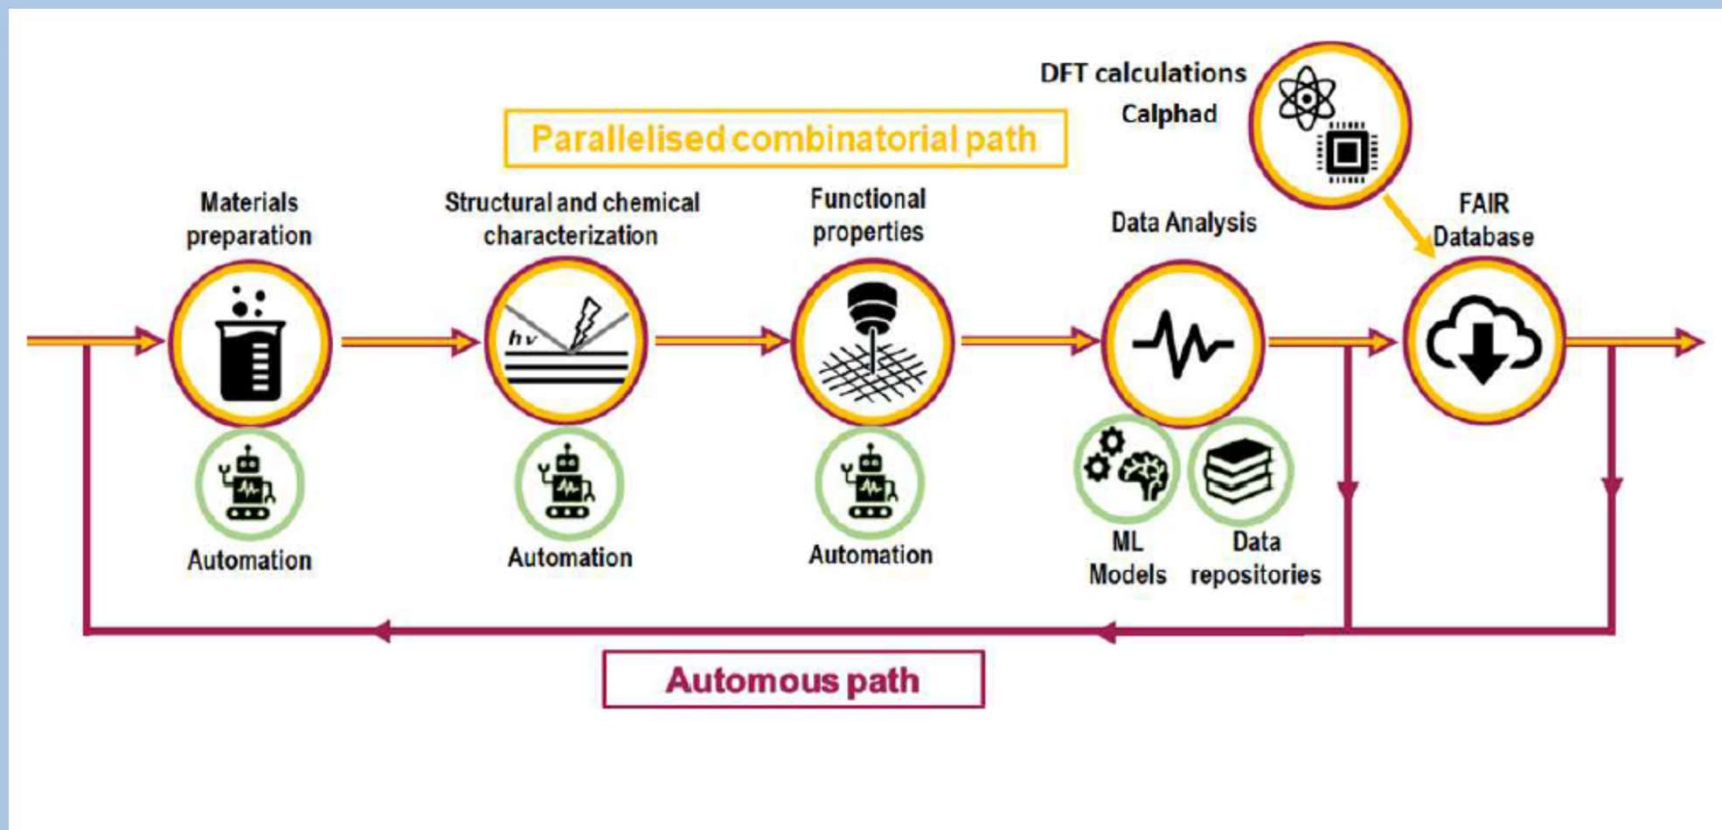 DFT calculations
Calphad
Parallelised combinatorial path
Materials
preparation
Structural and chemical
characterization
Functional
properties
Data Analysis
FAIR
Database
hν
Automation
Automation
Automation
ML
Models
Data
repositories
Automous path